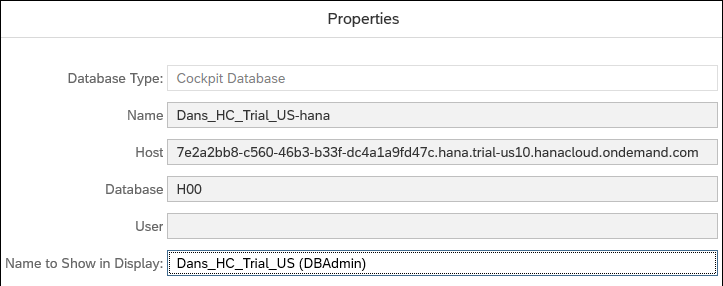 Properties
Database Type: Cockpit Database
Name Dans_HC_Trial_US-hana
Host 7e2a2bb8-c560-46b3-b33f-dc4a1a9fd47c.hana.trial-us10.hanacloud.ondemand.com
Database H00
User
Name to Show in Display: Dans_HC_Trial_US (DBAdmin)